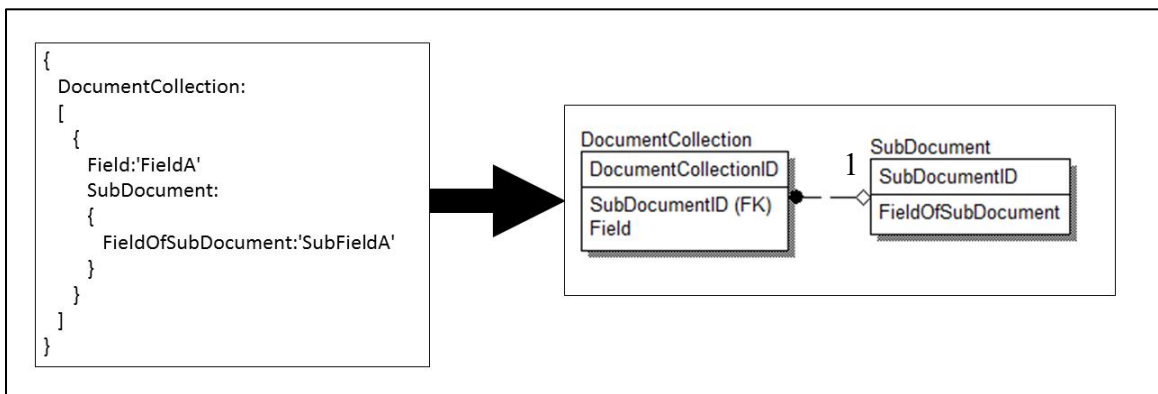 {
DocumentCollection:
[
{
Field:'FieldA'
SubDocument:
{
FieldOfSubDocument:'SubFieldA'
}
}
]
}
DocumentCollection
DocumentCollectionID
SubDocumentID (FK)
Field
1
SubDocument
SubDocumentID
FieldOfSubDocument